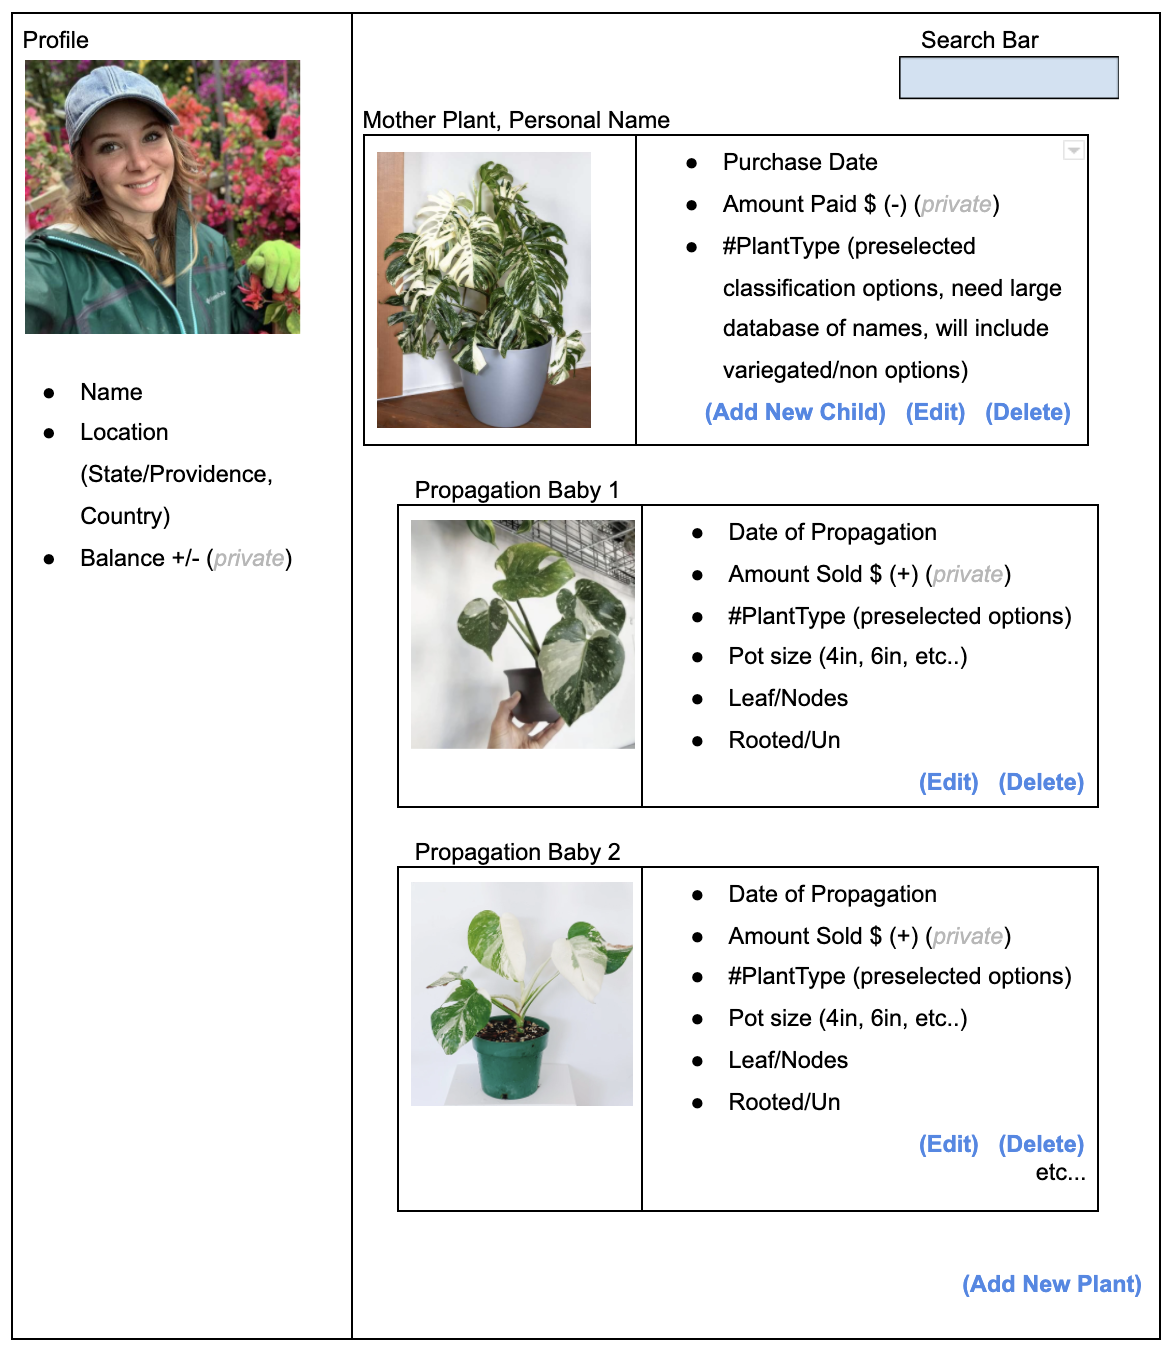 Profile
Name
Location
(State/Providence,
Country)
Balance +/- (private)
Search Bar
Mother Plant, Personal Name
Purchase Date
Amount Paid $ (-) (private)
#PlantType (preselected
classification options, need large
database of names, will include
variegated/non options)
(Add New Child) (Edit) (Delete)
Propagation Baby 1
Date of Propagation
Amount Sold $ (+) (private)
#PlantType (preselected options)
Pot size (4in, 6in, etc..)
Leaf/Nodes
Rooted/Un
(Edit) (Delete)
Propagation Baby 2
Date of Propagation
Amount Sold $ (+) (private)
#PlantType (preselected options)
Pot size (4in, 6in, etc..)
Leaf/Nodes
Rooted/Un
(Edit) (Delete)
etc...
(Add New Plant)